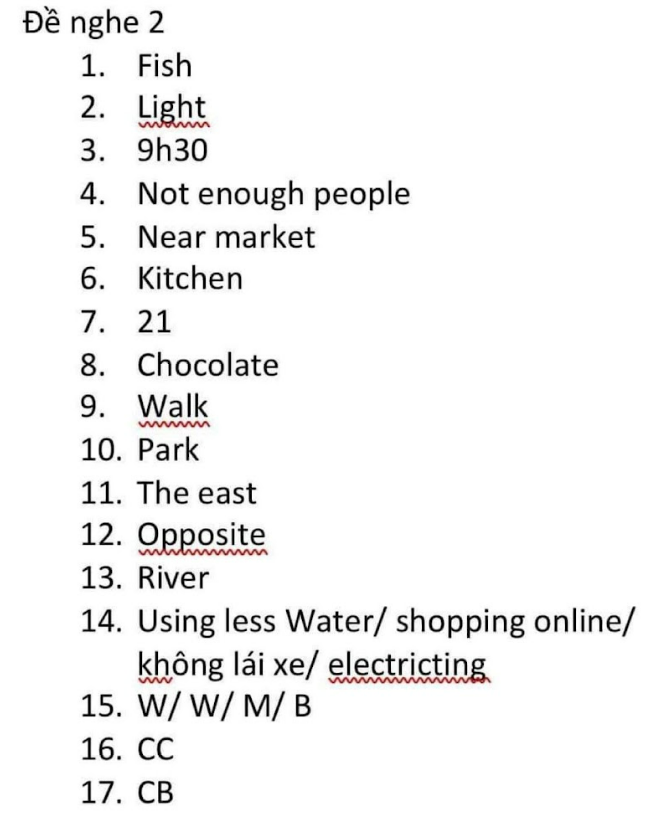 Đề nghe 2
1. Fish
2. Light
3. 9h30
4. Not enough people
5. Near market
6. Kitchen
7. 21
8. Chocolate
9. Walk
10. Park
11. The east
12. Opposite
13. River
14. Using less Water/ shopping online/
không lái xe/ electricting
15. W/ W/ M/ B
16. CC
17. CB